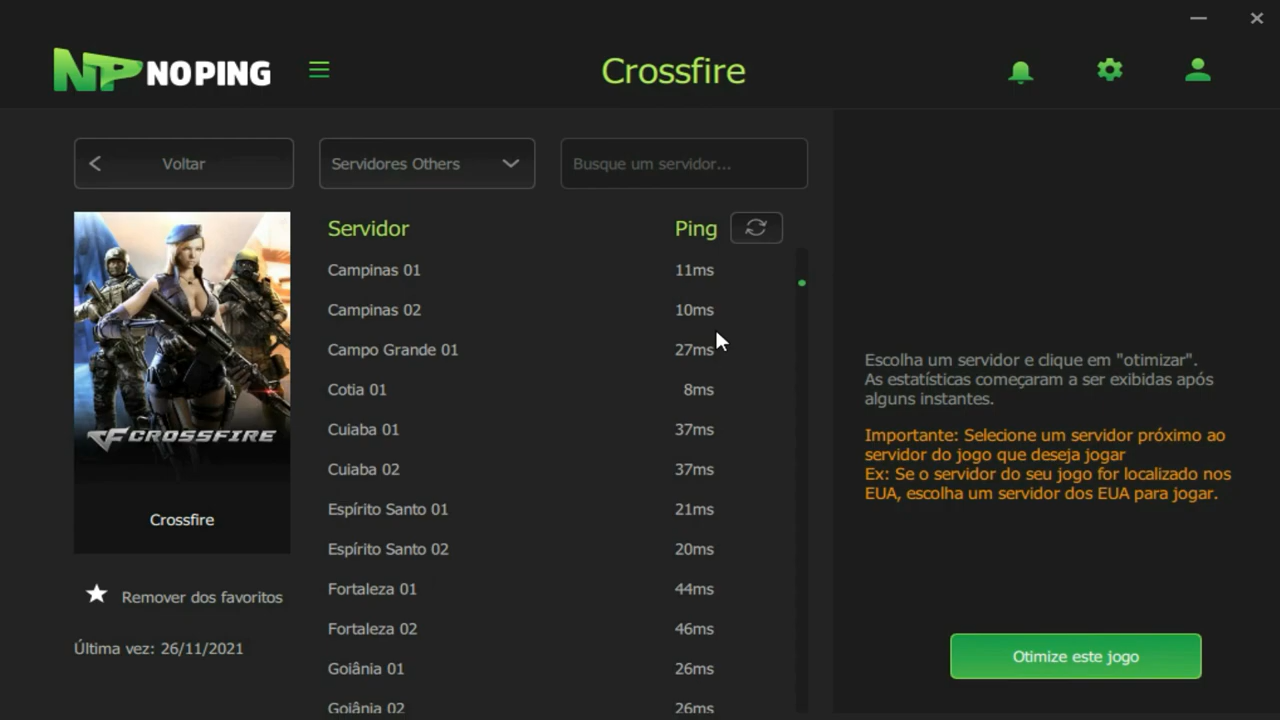 NP NOPING
Crossfire
Voltar
Servidores Others
Busque um servidor...
Servidor Ping
Campinas 01 11ms
Campinas 02 10ms
Campo Grande 01 27ms
Cotia 01 8ms
Cuiaba 01 37ms
Cuiaba 02 37ms
Espírito Santo 01 21ms
Espírito Santo 02 20ms
Fortaleza 01 44ms
Fortaleza 02 46ms
Goiânia 01 26ms
Goiânia 02 26ms
CF CROSSFIRE
Crossfire
Remover dos favoritos
Última vez: 26/11/2021
Escolha um servidor e clique em "otimizar".
As estatísticas começaram a ser exibidas após
alguns instantes.
Importante: Selecione um servidor próximo ao
servidor do jogo que deseja jogar
Ex: Se o servidor do seu jogo for localizado nos
EUA, escolha um servidor dos EUA para jogar.
Otimize este jogo